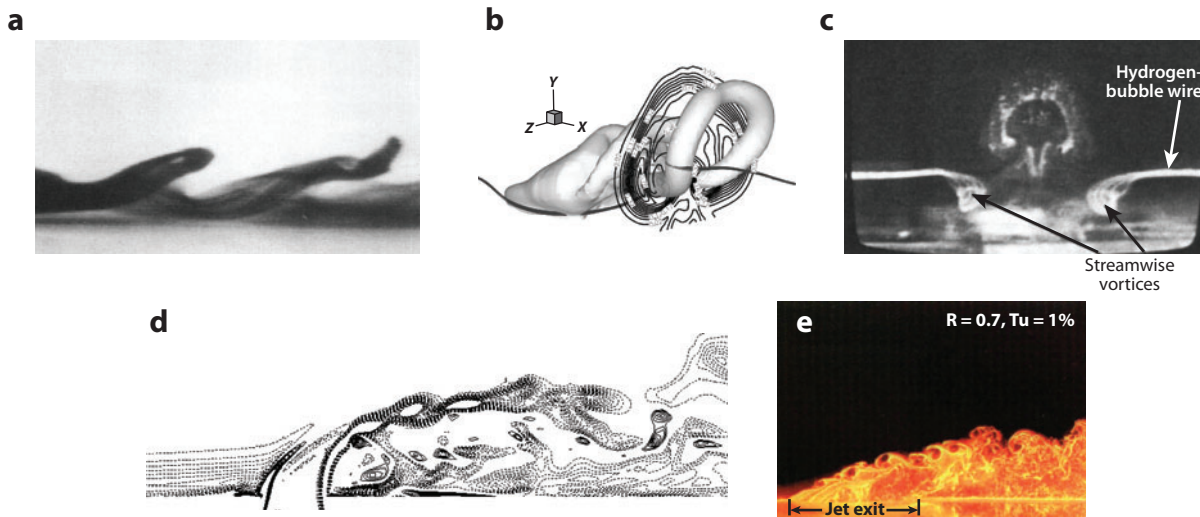 a
b
Y
Z
X
c
Hydrogen-
bubble wire
Streamwise
vortices
d
e
R = 0.7, Tu = 1%
Jet exit